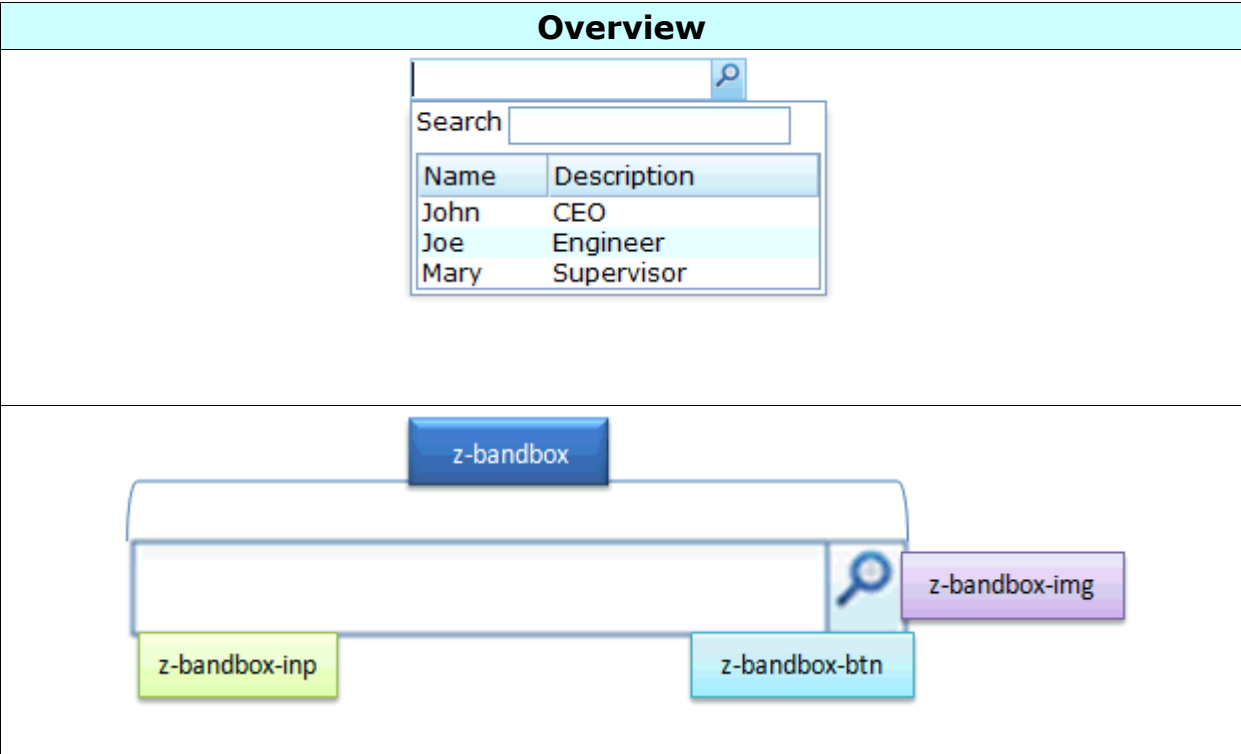 Overview
Search
Name Description
John CEO
Joe Engineer
Mary Supervisor
z-bandbox
z-bandbox-img
z-bandbox-inp z-bandbox-btn